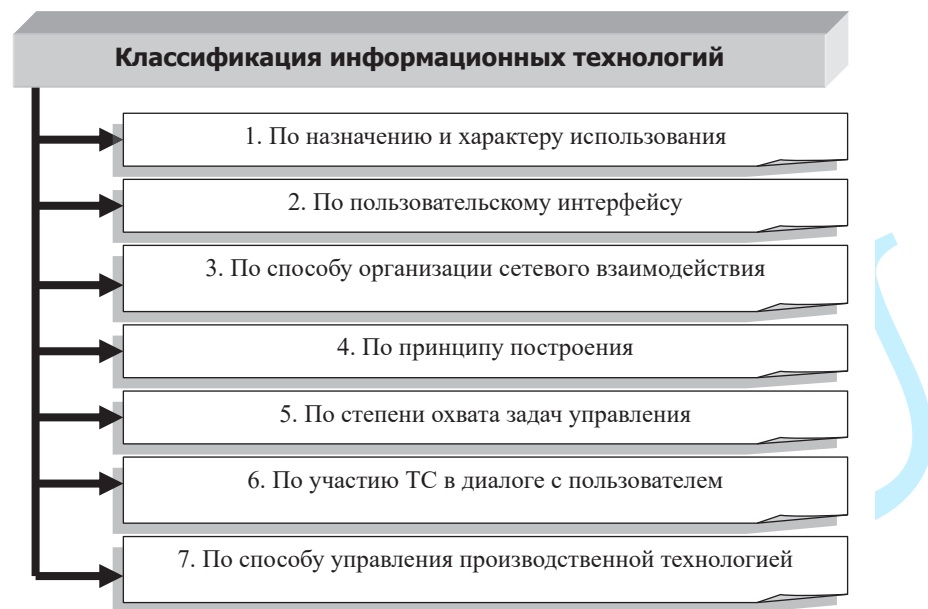 Классификация информационных технологий
1. По назначению и характеру использования
2. По пользовательскому интерфейсу
3. По способу организации сетевого взаимодействия
4. По принципу построения
5. По степени охвата задач управления
6. По участию ТС в диалоге с пользователем
7. По способу управления производственной технологией